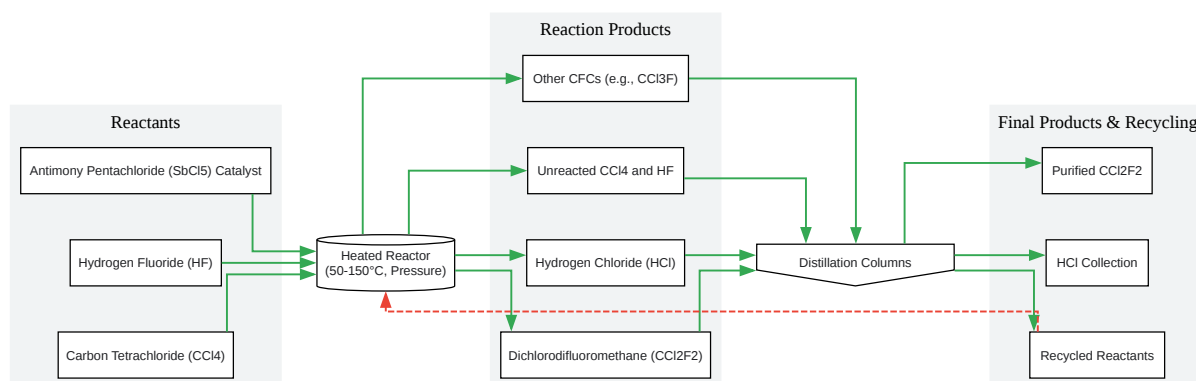 Reactants
Antimony Pentachloride (SbCl5) Catalyst
Hydrogen Fluoride (HF)
Carbon Tetrachloride (CCl4)
Heated Reactor
(50-150°C, Pressure)
Reaction Products
Other CFCs (e.g., CCl3F)
Unreacted CCl4 and HF
Hydrogen Chloride (HCl)
Dichlorodifluoromethane (CCl2F2)
Distillation Columns
Final Products & Recycling
Purified CCl2F2
HCl Collection
Recycled Reactants